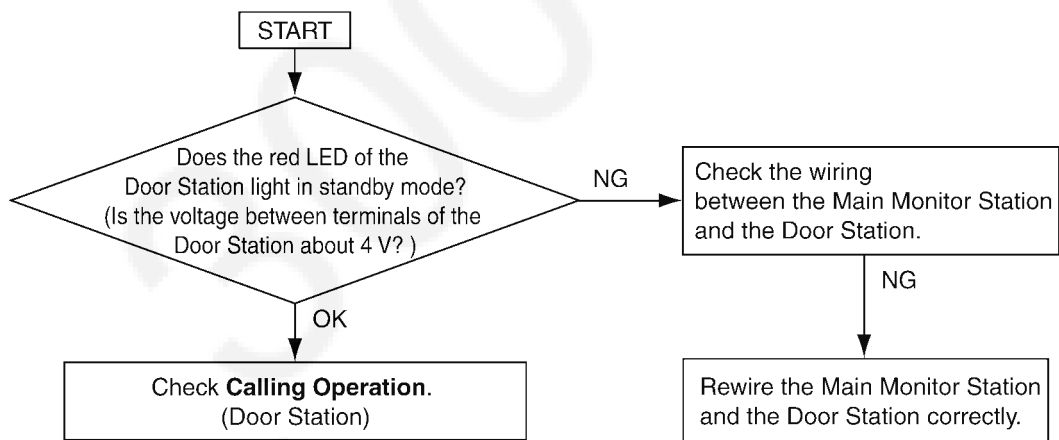 START
Does the red LED of the
Door Station light in standby mode?
(Is the voltage between terminals of the
Door Station about 4 V? )
NG
Check the wiring
between the Main Monitor Station
and the Door Station.
OK
NG
Check Calling Operation.
(Door Station)
Rewire the Main Monitor Station
and the Door Station correctly.